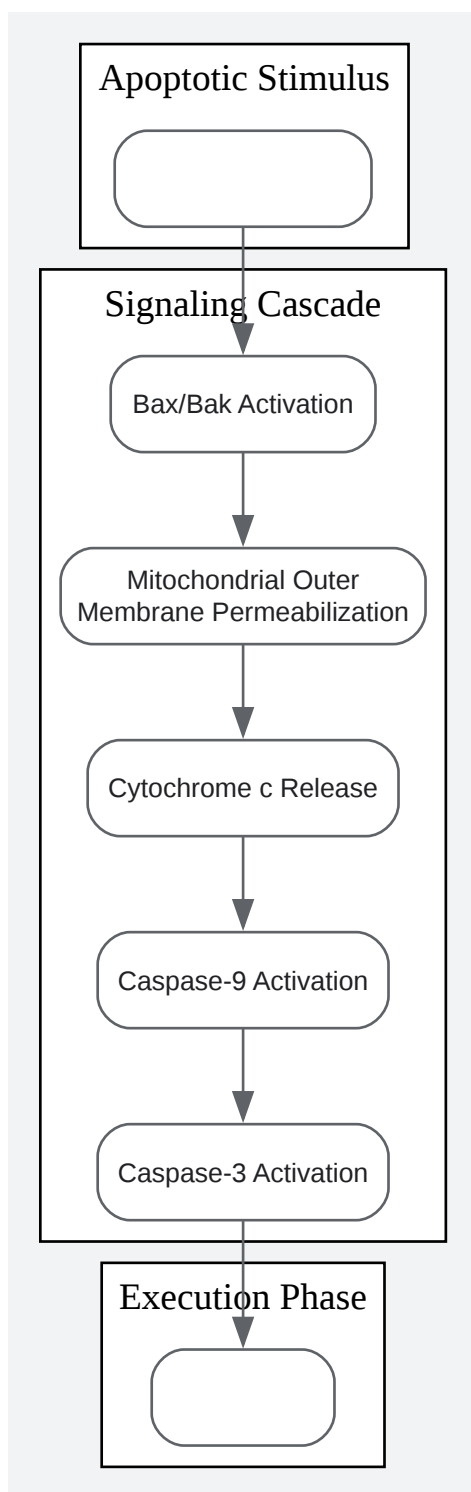 Apoptotic Stimulus
Signaling Cascade
Bax/Bak Activation
Mitochondrial Outer
Membrane Permeabilization
Cytochrome c Release
Caspase-9 Activation
Caspase-3 Activation
Execution Phase